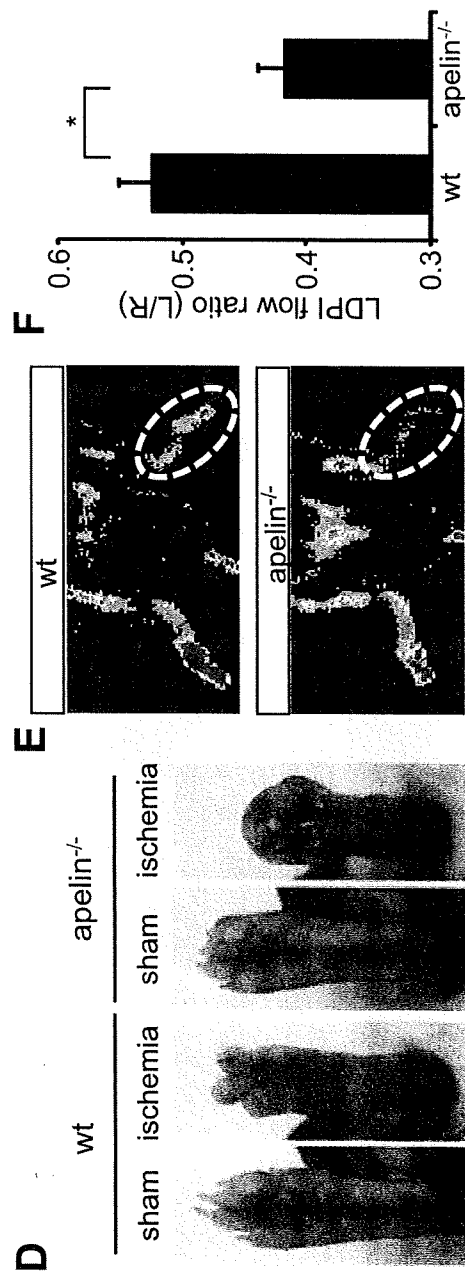 D
wt
apelin-/-
sham ischemia sham ischemia
E
wt
apelin-/-
F
LDPI flow ratio (L/R)
0.6
0.5
0.4
0.3
*
wt
apelin-/-